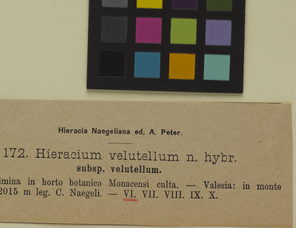 Hieracia Naegeliana ed. A. Peter.
172. Hieracium velutellum n. hybr.
subsp. velutellum.
imina in horto botanico Monacensi culta. — Valesia: in monte
2015 m leg. C. Naegeli. — VI. VII. VIII. IX. X.